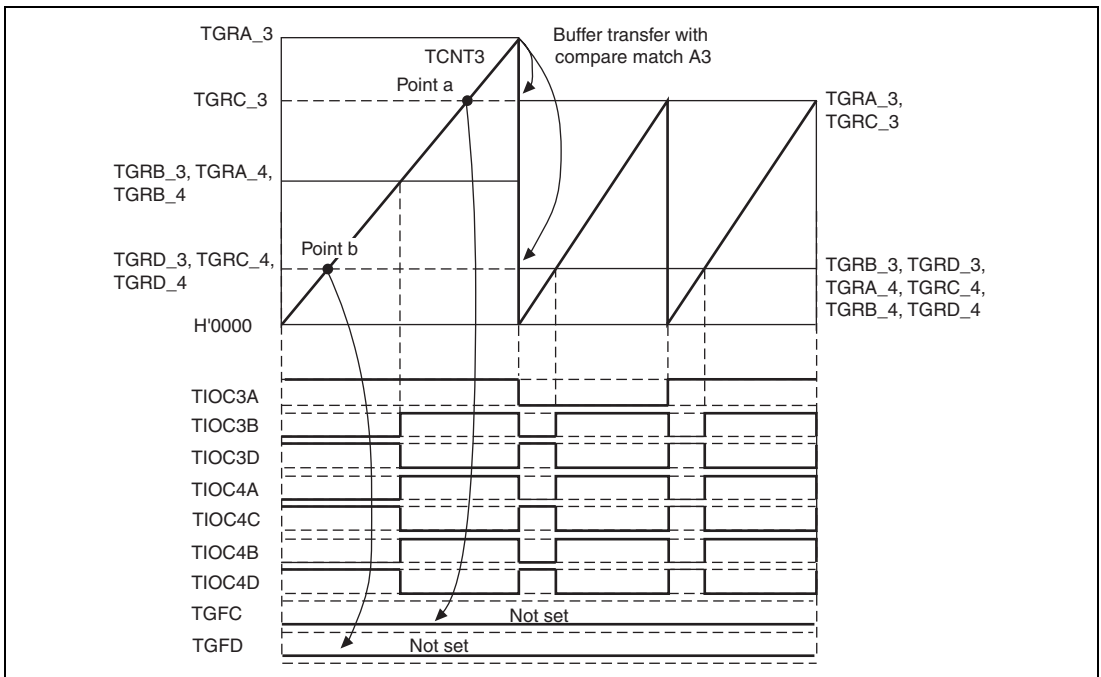 TGRA_3
TCNT3
Buffer transfer with
compare match A3
Point a
TGRC_3
TGRA_3,
TGRC_3
TGRB_3, TGRA_4,
TGRB_4
Point b
TGRD_3, TGRC_4,
TGRD_4
TGRB_3, TGRD_3,
TGRA_4, TGRC_4,
TGRB_4, TGRD_4
H'0000
TIOC3A
TIOC3B
TIOC3D
TIOC4A
TIOC4C
TIOC4B
TIOC4D
TGFC
Not set
TGFD
Not set